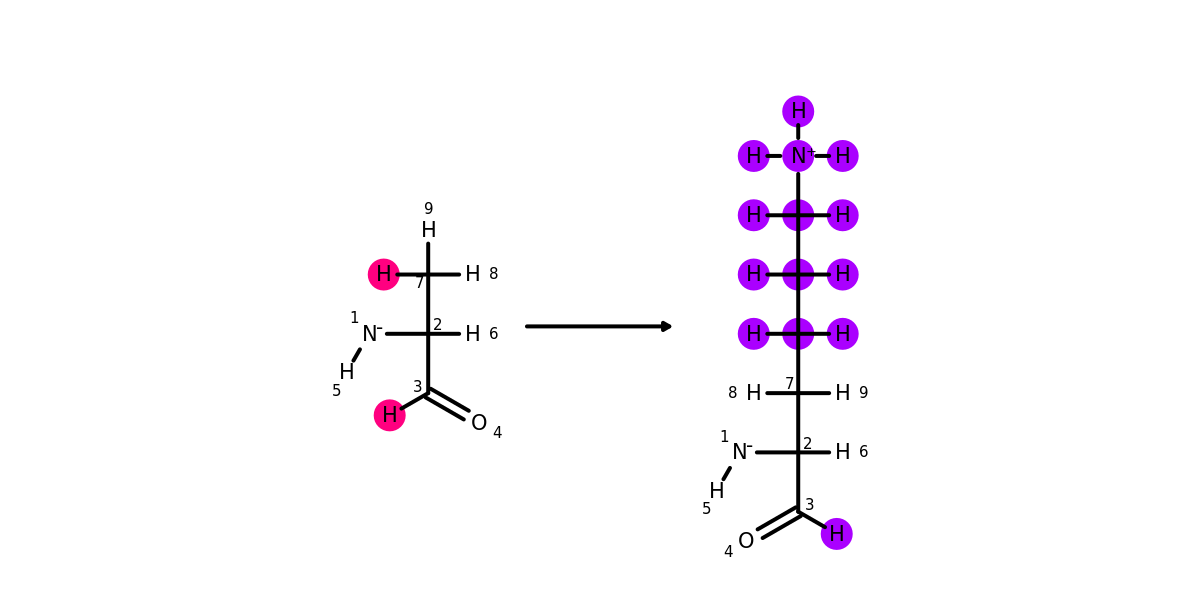 H
H N+ H
H H
H H
H H
9
H
H 7 H 8
1 N- 2 H 6
H
5
3
H O 4
8 H 7 H 9
1 N- 2 H 6
H
5
3
4 O H